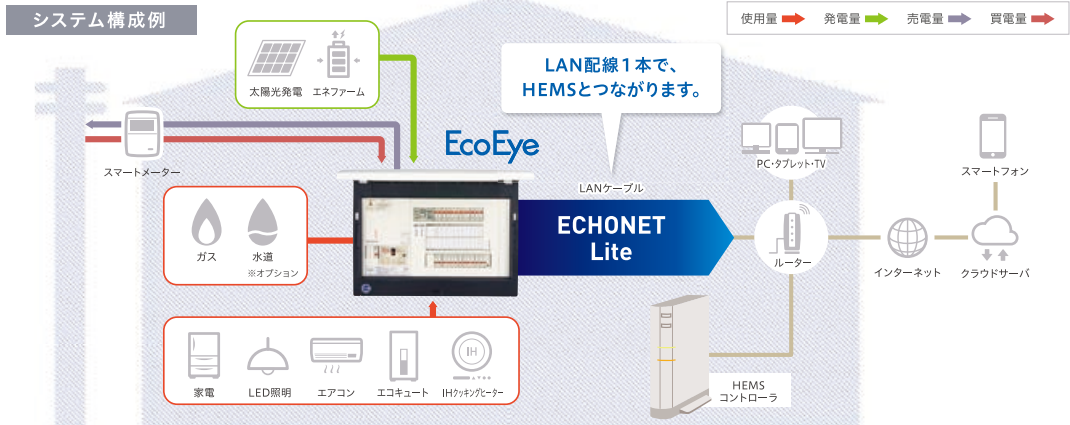 システム構成例
使用量
発電量
売電量
買電量
太陽光発電
エネファーム
LAN配線1本で、
HEMSとつながります。
EcoEye
スマートメーター
LANケーブル
PC・タブレット・TV
スマートフォン
ECHONET
Lite
ガス
水道
※オプション
ルーター
インターネット
クラウドサーバ
家電
LED照明
エアコン
エコキュート
IH
IHクッキングヒーター
HEMS
コントローラ